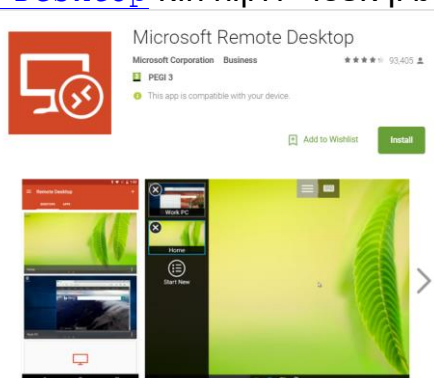 Desktop
Microsoft Remote Desktop
Microsoft Corporation Business
93,405
PEGI 3
This app is compatible with your device.
Add to Wishlist
Install
Remote Desktop
Work PC
Home
Start New